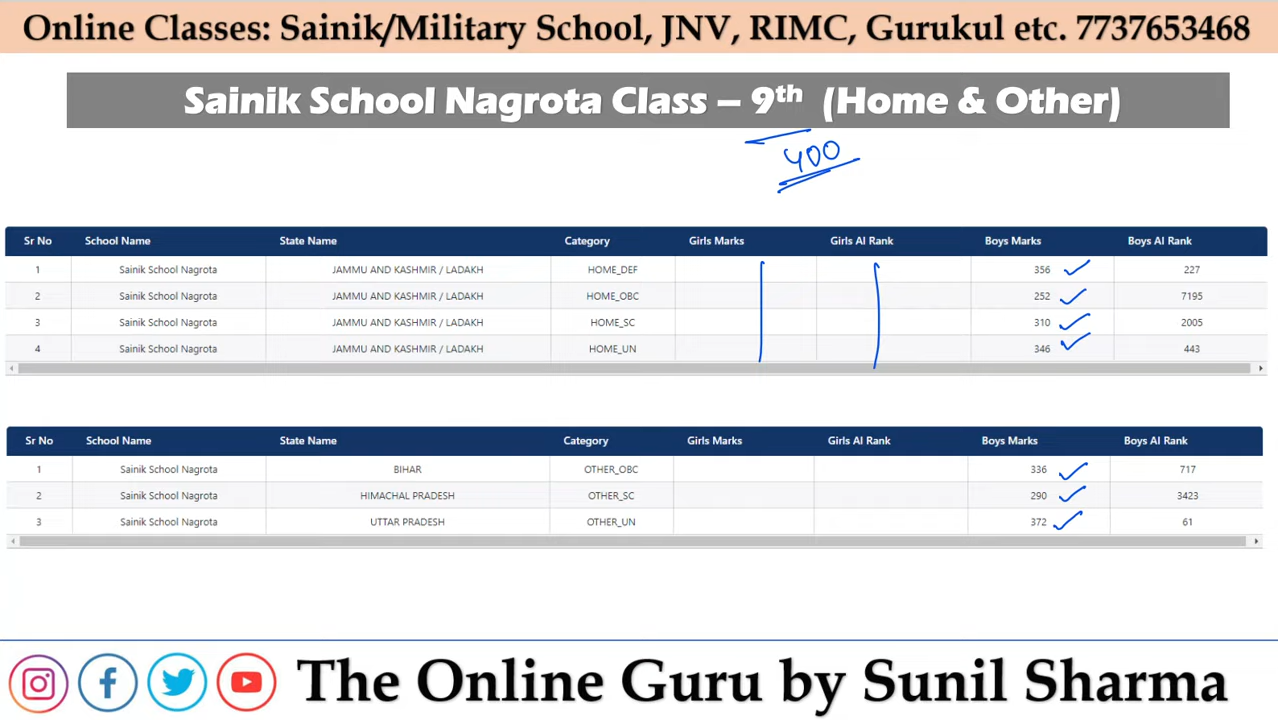 Online Classes: Sainik/Military School, JNV, RIMC, Gurukul etc. 7737653468
Sainik School Nagrota Class – 9th (Home & Other)
400
Sr No School Name State Name Category Girls Marks Girls AI Rank Boys Marks Boys AI Rank
1 Sainik School Nagrota JAMMU AND KASHMIR / LADAKH HOME_DEF 356 227
2 Sainik School Nagrota JAMMU AND KASHMIR / LADAKH HOME_OBC 252 7195
3 Sainik School Nagrota JAMMU AND KASHMIR / LADAKH HOME_SC 310 2005
4 Sainik School Nagrota JAMMU AND KASHMIR / LADAKH HOME_UN 346 443
Sr No School Name State Name Category Girls Marks Girls AI Rank Boys Marks Boys AI Rank
1 Sainik School Nagrota BIHAR OTHER_OBC 336 717
2 Sainik School Nagrota HIMACHAL PRADESH OTHER_SC 290 3423
3 Sainik School Nagrota UTTAR PRADESH OTHER_UN 372 61
The Online Guru by Sunil Sharma